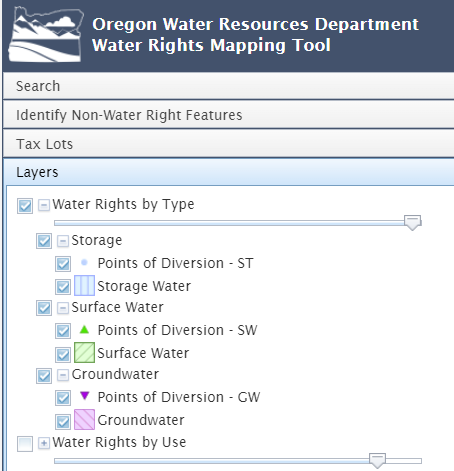 Oregon Water Resources Department
Water Rights Mapping Tool
Search
Identify Non-Water Right Features
Tax Lots
Layers
Water Rights by Type
Storage
Points of Diversion - ST
Storage Water
Surface Water
Points of Diversion - SW
Surface Water
Groundwater
Points of Diversion - GW
Groundwater
Water Rights by Use